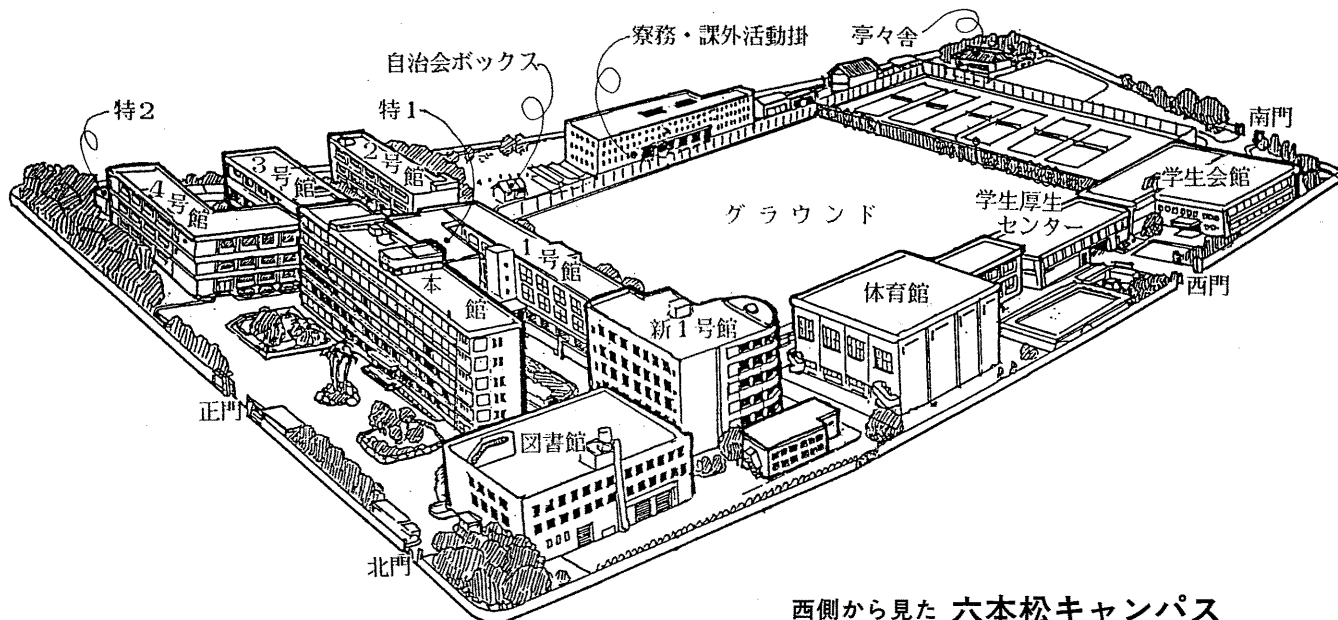 亭々舎
寮務・課外活動掛
自治会ボックス
特1
特2
南門
2号館
3号館
4号館
学生会館
学生厚生
センター
グラウンド
1号館
本館
体育館
西門
新1号館
正門
図書館
北門
西側から見た 六本松キャンパス